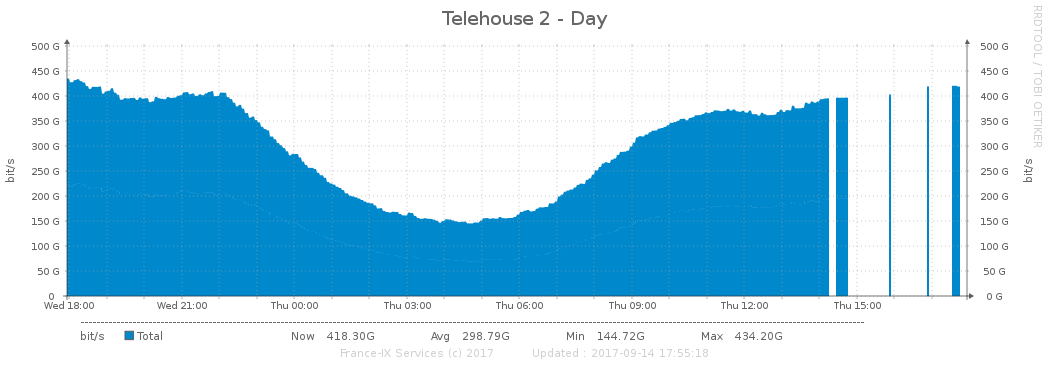 Telehouse 2 - Day
RRDTOOL / TOBI OETIKER
bit/s
500 G 500 G
450 G 450 G
400 G 400 G
350 G 350 G
300 G 300 G
250 G 250 G
200 G 200 G
150 G 150 G
100 G 100 G
50 G 50 G
0 0 G
bit/s
Wed 18:00 Wed 21:00 Thu 00:00 Thu 03:00 Thu 06:00 Thu 09:00 Thu 12:00 Thu 15:00
bit/s Total Now 418.30G Avg 298.79G Min 144.72G Max 434.20G
France-IX Services (c) 2017 Updated : 2017-09-14 17:55:18